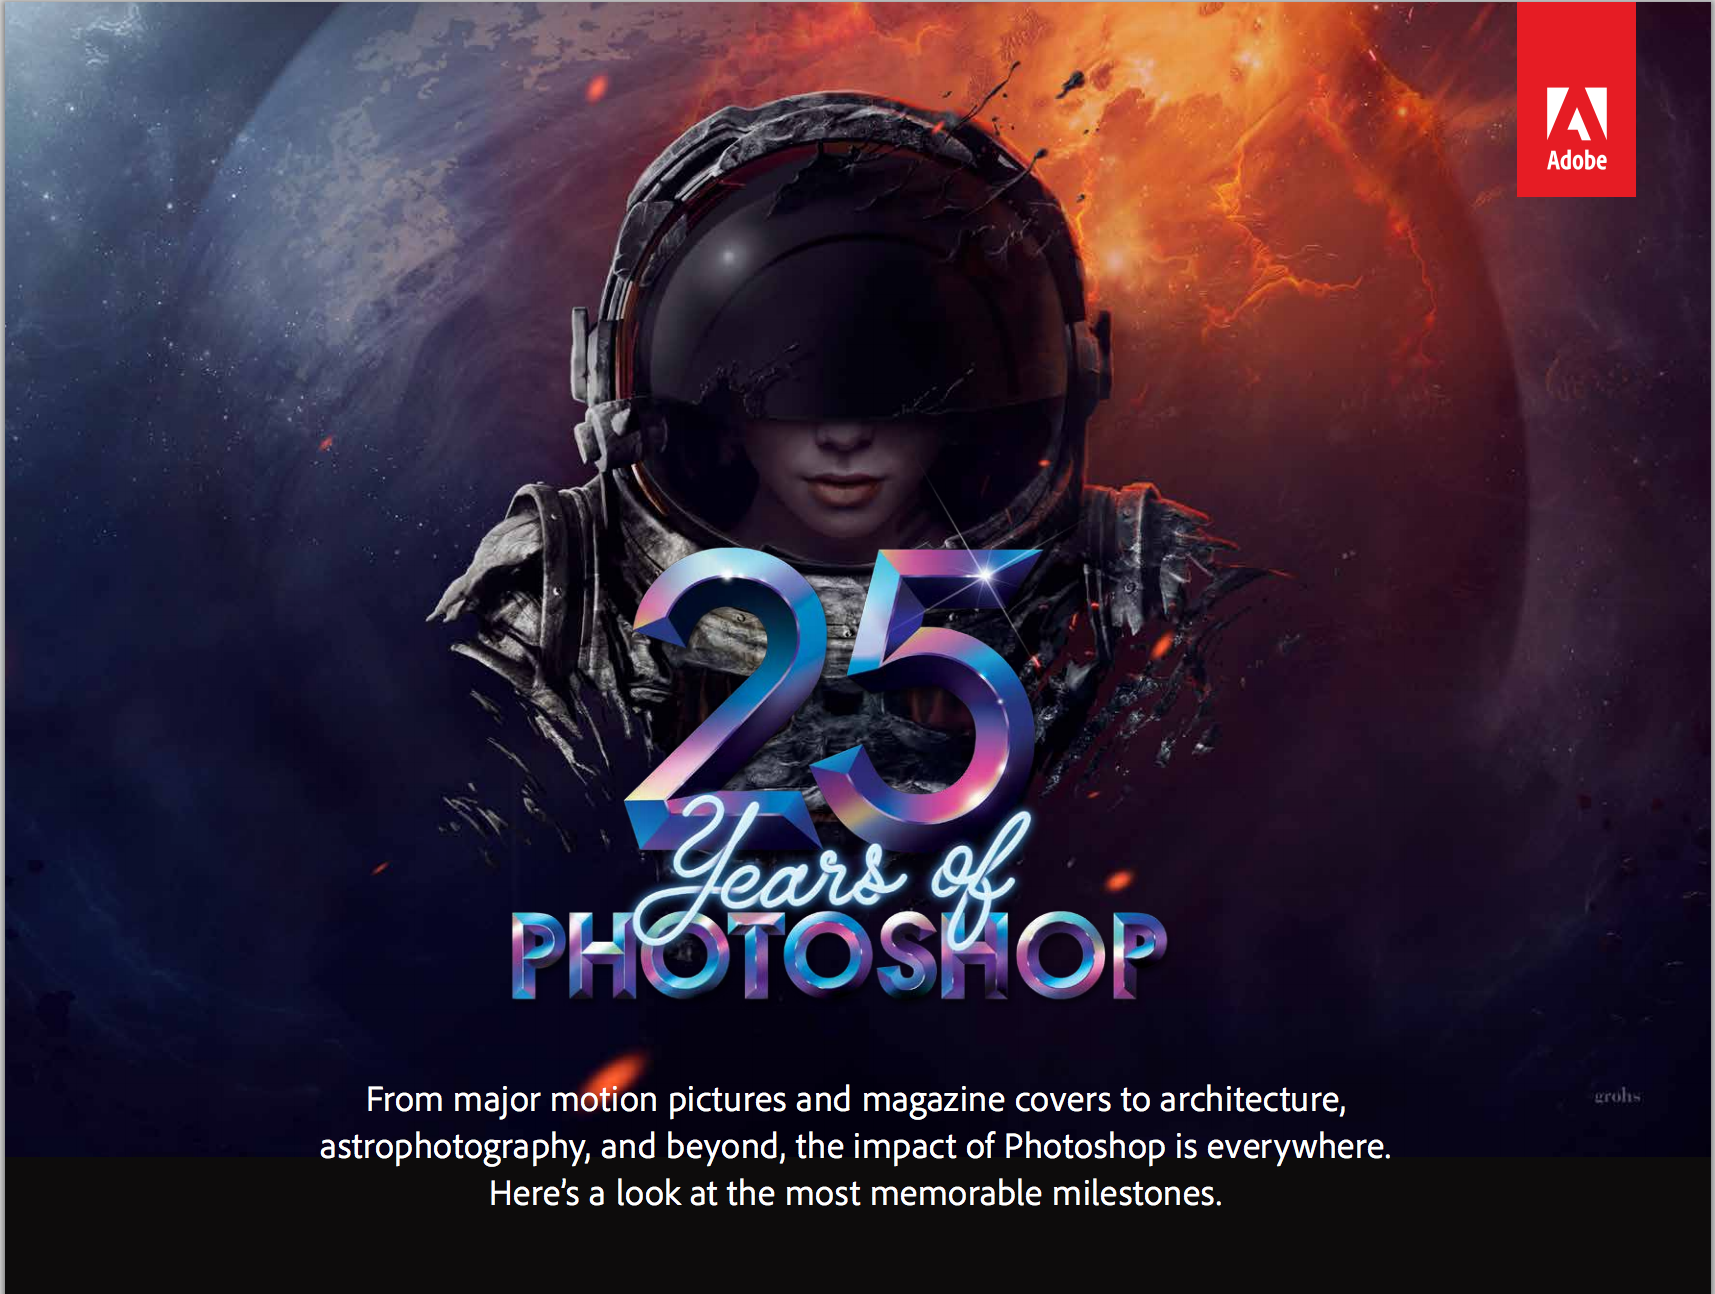 Adobe
25
Years of
PHOTOSHOP
grohs
From major motion pictures and magazine covers to architecture,
astrophotography, and beyond, the impact of Photoshop is everywhere.
Here’s a look at the most memorable milestones.